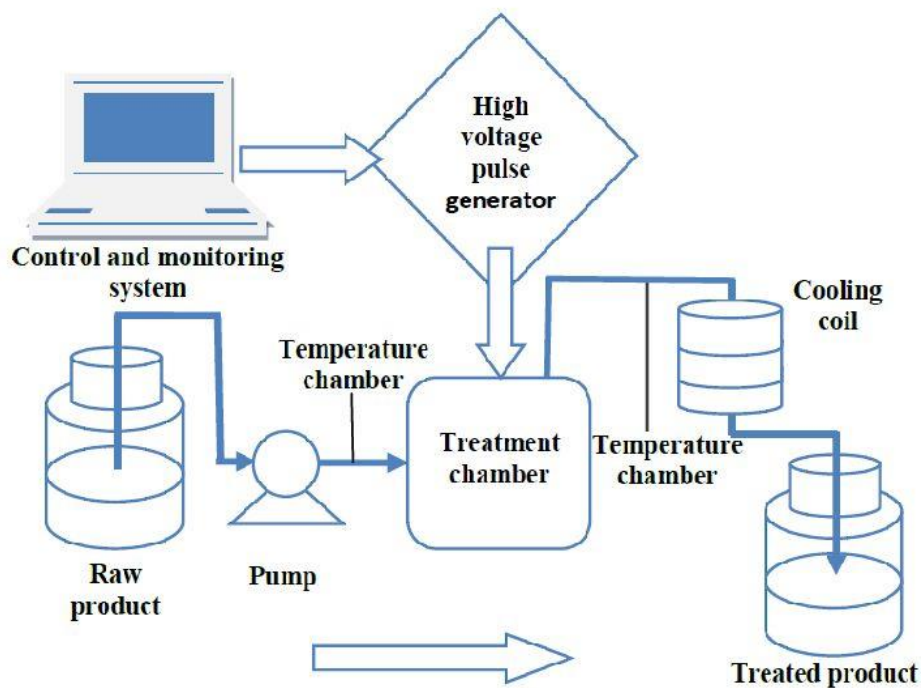 High
voltage
pulse
generator
Control and monitoring
system
Cooling
coil
Temperature
chamber
Treatment
chamber
Temperature
chamber
Raw
product
Pump
Treated product